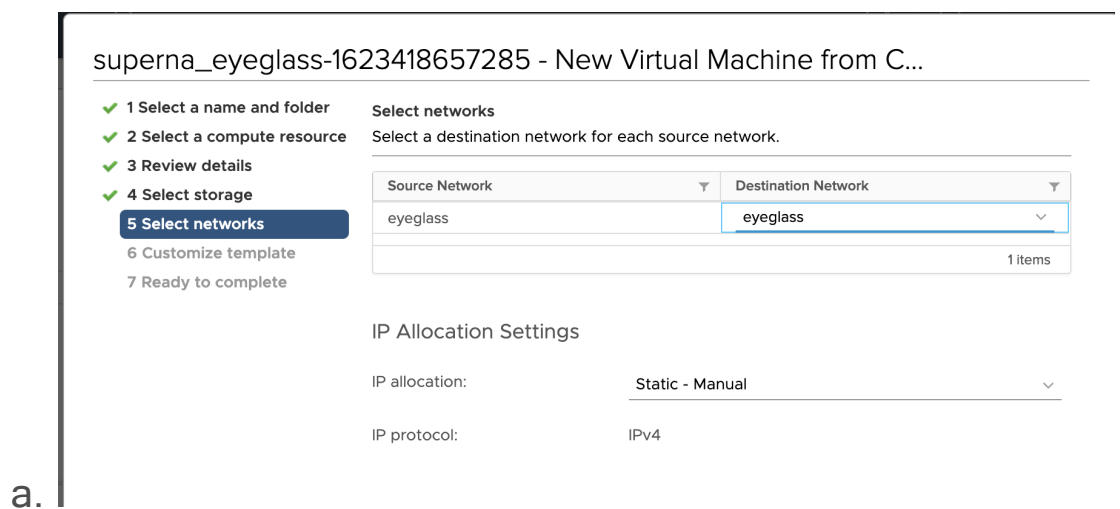 superna_eyeglass-1623418657285 - New Virtual Machine from C...
1 Select a name and folder
2 Select a compute resource
3 Review details
4 Select storage
5 Select networks
6 Customize template
7 Ready to complete
Select networks
Select a destination network for each source network.
Source Network Destination Network
eyeglass eyeglass
1 items
IP Allocation Settings
IP allocation: Static - Manual
IP protocol: IPv4
a.